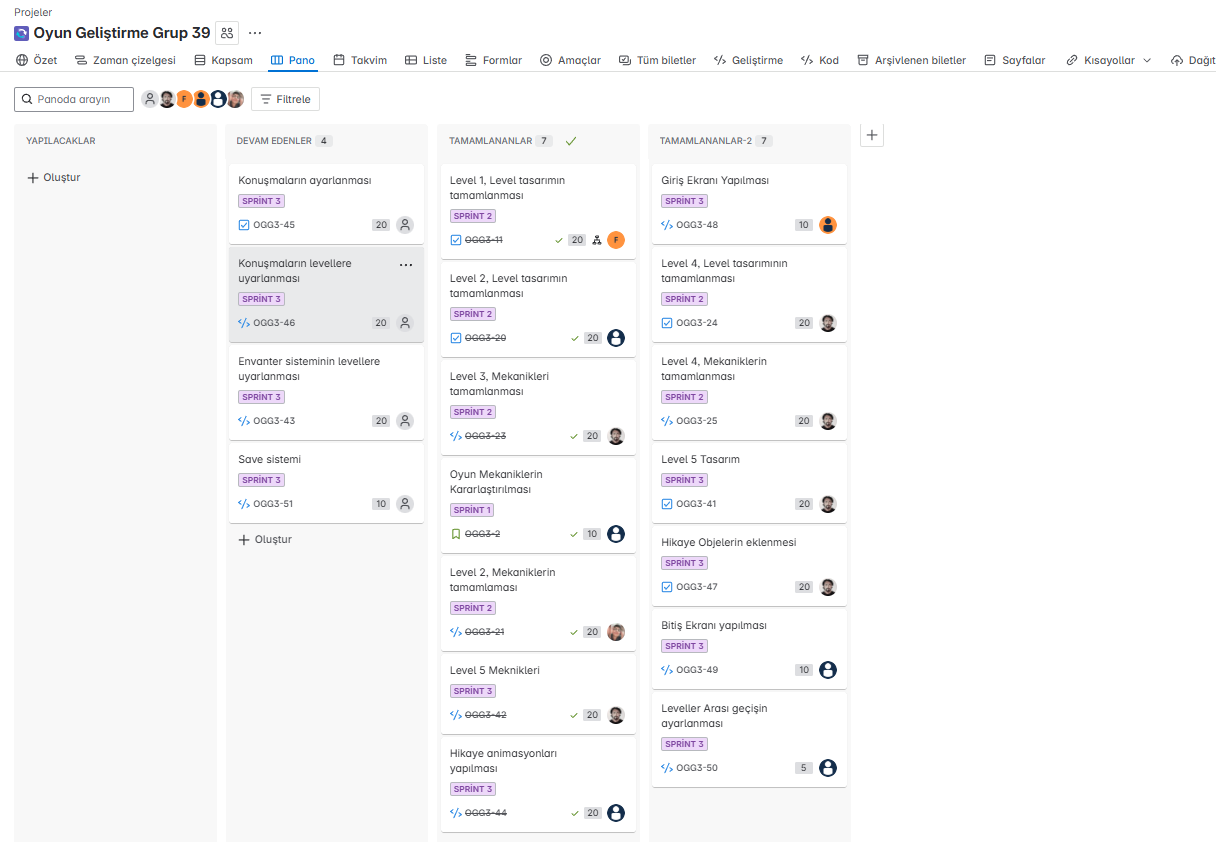 Projeler
Oyun Geliştirme Grup 39
Özet Zaman çizelgesi Kapsam Pano Takvim Liste Formlar Amaçlar Tüm biletler Geliştirme Kod Arşivlenen biletler Sayfalar Kısayollar Dağıt
Panoda arayın F Filtrele
YAPILACAKLAR
Oluştur
DEVAM EDENLER 4
Konuşmaların ayarlanması
SPRİNT 3
OGG3-45 20
Konuşmaların levellere
uyarlanması
SPRİNT 3
OGG3-46 20
Envanter sisteminin levellere
uyarlanması
SPRİNT 3
OGG3-43 20
Save sistemi
SPRİNT 3
OGG3-51 10
Oluştur
TAMAMLANANLAR 7
Level 1, Level tasarımın
tamamlanması
SPRİNT 2
OGG3-11 20 F
Level 2, Level tasarımın
tamamlanması
SPRİNT 2
OGG3-20 20
Level 3, Mekanikleri
tamamlanması
SPRİNT 2
OGG3-23 20
Oyun Mekaniklerin
Kararlaştırılması
SPRİNT 1
OGG3-2 10
Level 2, Mekaniklerin
tamamlaması
SPRİNT 2
OGG3-21 20
Level 5 Meknikleri
SPRİNT 3
OGG3-42 20
Hikaye animasyonları
yapılması
SPRİNT 3
OGG3-44 20
TAMAMLANANLAR-2 7
Giriş Ekranı Yapılması
SPRİNT 3
OGG3-48 10
Level 4, Level tasarımının
tamamlanması
SPRİNT 2
OGG3-24 20
Level 4, Mekaniklerin
tamamlanması
SPRİNT 2
OGG3-25 20
Level 5 Tasarım
SPRİNT 3
OGG3-41 20
Hikaye Objelerin eklenmesi
SPRİNT 3
OGG3-47 20
Bitiş Ekranı yapılması
SPRİNT 3
OGG3-49 10
Leveller Arası geçişin
ayarlanması
SPRİNT 3
OGG3-50 5